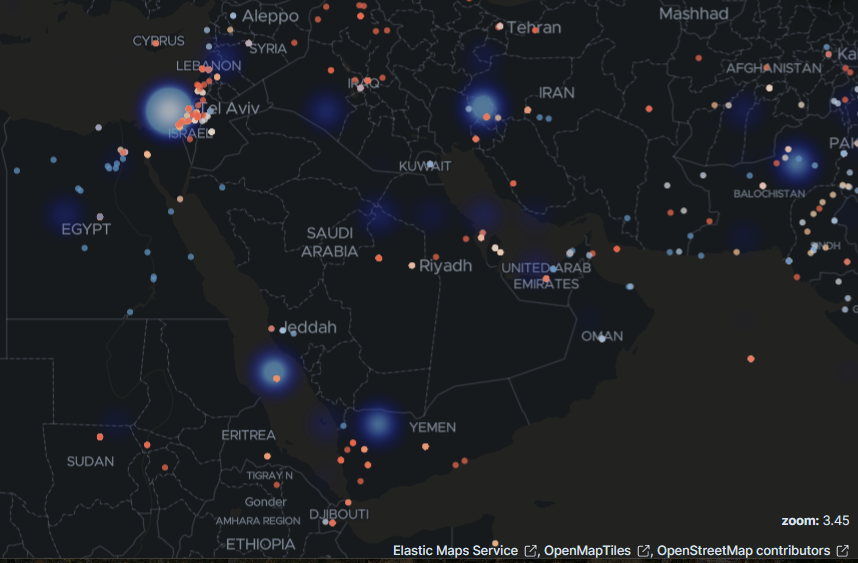 Aleppo
Mashhad
Tehran
CYPRUS
SYRIA
LEBANON
AFGHANISTAN
IRAQ
IRAN
Tel Aviv
ISRAEL
KUWAIT
BALOCHISTAN
EGYPT
SAUDI
ARABIA
SINDH
Riyadh
UNITED ARAB
EMIRATES
Jeddah
OMAN
YEMEN
ERITREA
SUDAN
TIGRAY N
Gonder
DJIBOUTI
AMHARA REGION
ETHIOPIA
zoom: 3.45
Elastic Maps Service, OpenMapTiles, OpenStreetMap contributors